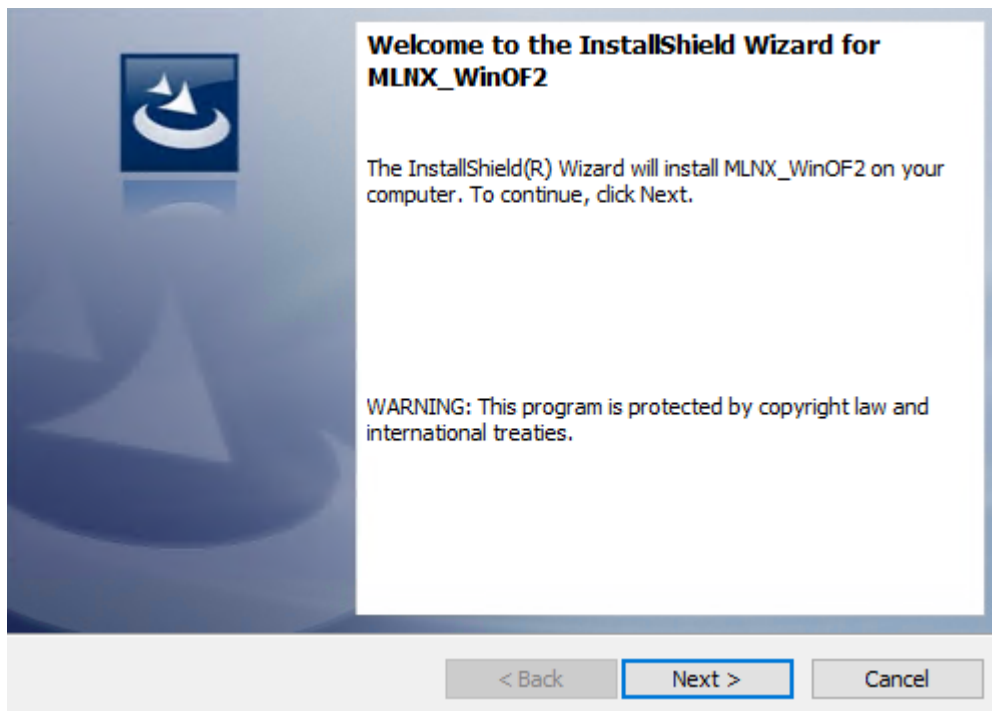 Welcome to the InstallShield Wizard for
MLNX_WinOF2
The InstallShield(R) Wizard will install MLNX_WinOF2 on your
computer. To continue, click Next.
WARNING: This program is protected by copyright law and
international treaties.
< Back Next > Cancel